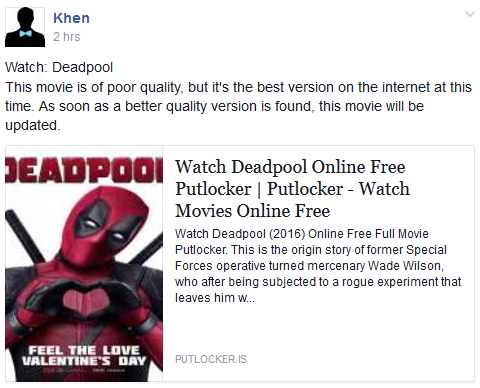 Khen
2 hrs
Watch: Deadpool
This movie is of poor quality, but it's the best version on the internet at this
time. As soon as a better quality version is found, this movie will be
updated.
DEADPOOL
Watch Deadpool Online Free
Putlocker | Putlocker - Watch
Movies Online Free
Watch Deadpool (2016) Online Free Full Movie
Putlocker. This is the origin story of former Special
Forces operative turned mercenary Wade Wilson,
who after being subjected to a rogue experiment that
leaves him w...
FEEL THE LOVE
VALENTINE'S DAY
PUTLOCKER.IS